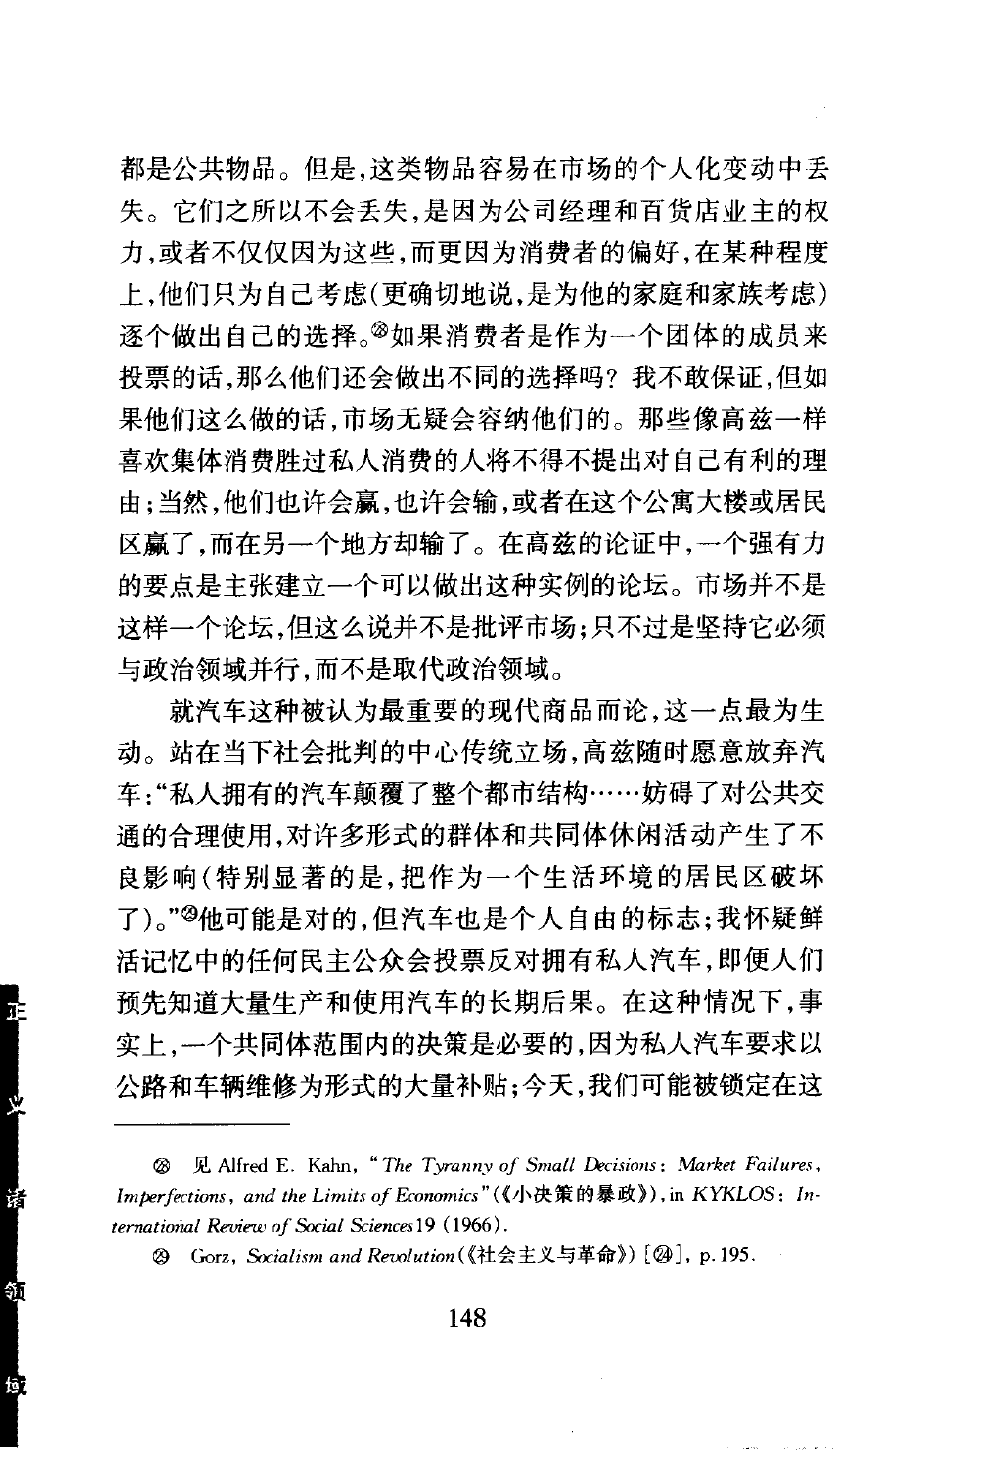 都是公共物品。但是,这类物品容易在市场的个人化变动中丢
失。它们之所以不会丢失,是因为公司经理和百货店业主的权
力,或者不仅仅因为这些,而更因为消费者的偏好,在某种程度
上,他们只为自己考虑(更确切地说,是为他的家庭和家族考虑)
逐个做出自己的选择。㉘如果消费者是作为一个团体的成员来
投票的话,那么他们还会做出不同的选择吗?我不敢保证,但如
果他们这么做的话,市场无疑会容纳他们的。那些像高兹一样
喜欢集体消费胜过私人消费的人将不得不提出对自己有利的理
由;当然,他们也许会赢,也许会输,或者在这个公寓大楼或居民
区赢了,而在另一个地方却输了。在高兹的论证中,一个强有力
的要点是主张建立一个可以做出这种实例的论坛。市场并不是
这样一个论坛,但这么说并不是批评市场;只不过是坚持它必须
与政治领域并行,而不是取代政治领域。
就汽车这种被认为最重要的现代商品而论,这一点最为生
动。站在当下社会批判的中心传统立场,高兹随时愿意放弃汽
车:“私人拥有的汽车颠覆了整个都市结构……妨碍了对公共交
通的合理使用,对许多形式的群体和共同体休闲活动产生了不
良影响(特别显著的是,把作为一个生活环境的居民区破坏
了)。”㉙他可能是对的,但汽车也是个人自由的标志;我怀疑鲜
活记忆中的任何民主公众会投票反对拥有私人汽车,即便人们
预先知道大量生产和使用汽车的长期后果。在这种情况下,事
实上,一个共同体范围内的决策是必要的,因为私人汽车要求以
公路和车辆维修为形式的大量补贴;今天,我们可能被锁定在这
㉘ 见 Alfred E. Kahn, “The Tyranny of Small Decisions: Market Failures,
Imperfections, and the Limits of Economics”(《小决策的暴政》), in KYKLOS: In-
ternational Review of Social Sciences 19 (1966).
㉙ Gorz, Socialism and Revolution(《社会主义与革命》) [㉔], p. 195.
148
正义诸领域